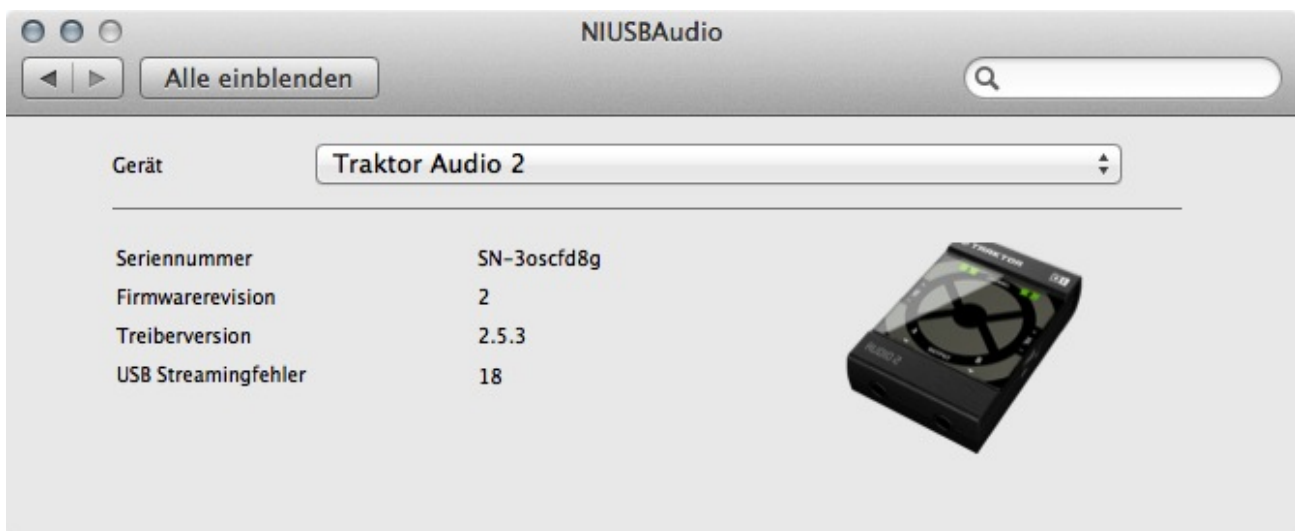 NIUSBAudio
Alle einblenden
Gerät Traktor Audio 2
Seriennummer SN-3oscfd8g
Firmwarerevision 2
Treiberversion 2.5.3
USB Streamingfehler 18
TRAKTOR
AUDIO 2
OUTPUT